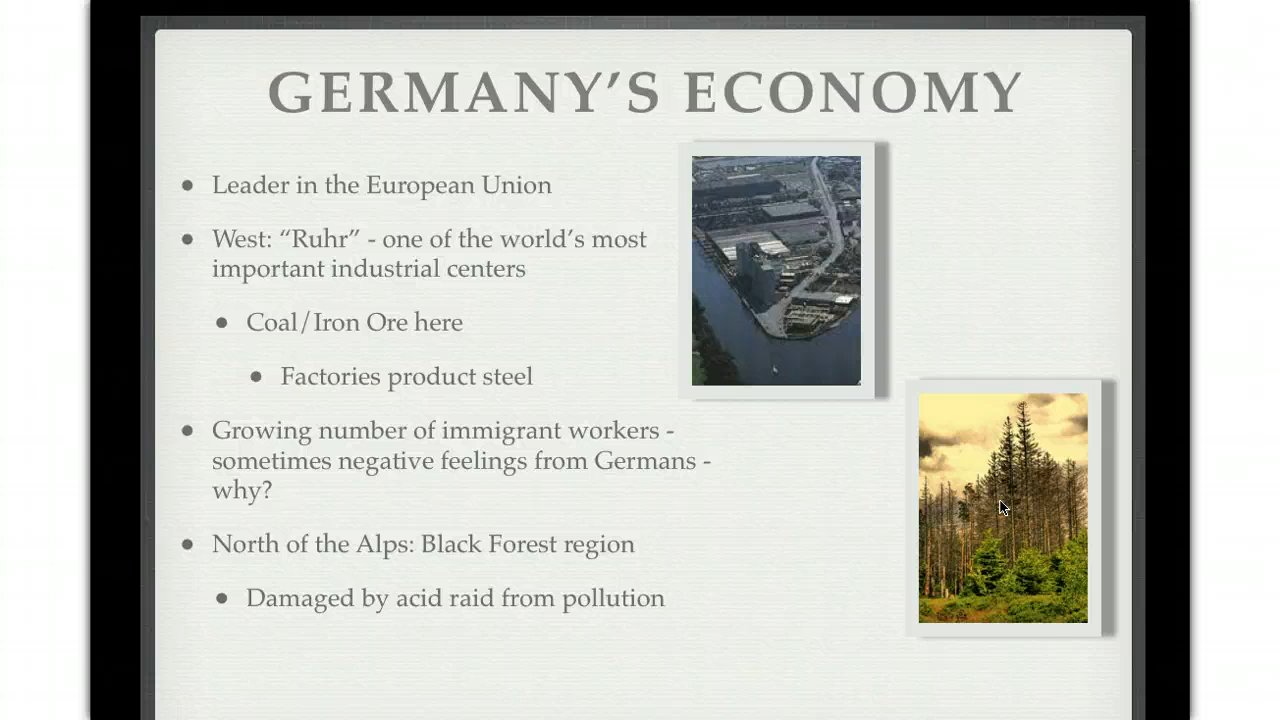 GERMANY’S ECONOMY
● Leader in the European Union
● West: “Ruhr” - one of the world’s most
important industrial centers
● Coal/Iron Ore here
● Factories product steel
● Growing number of immigrant workers -
sometimes negative feelings from Germans -
why?
● North of the Alps: Black Forest region
● Damaged by acid raid from pollution